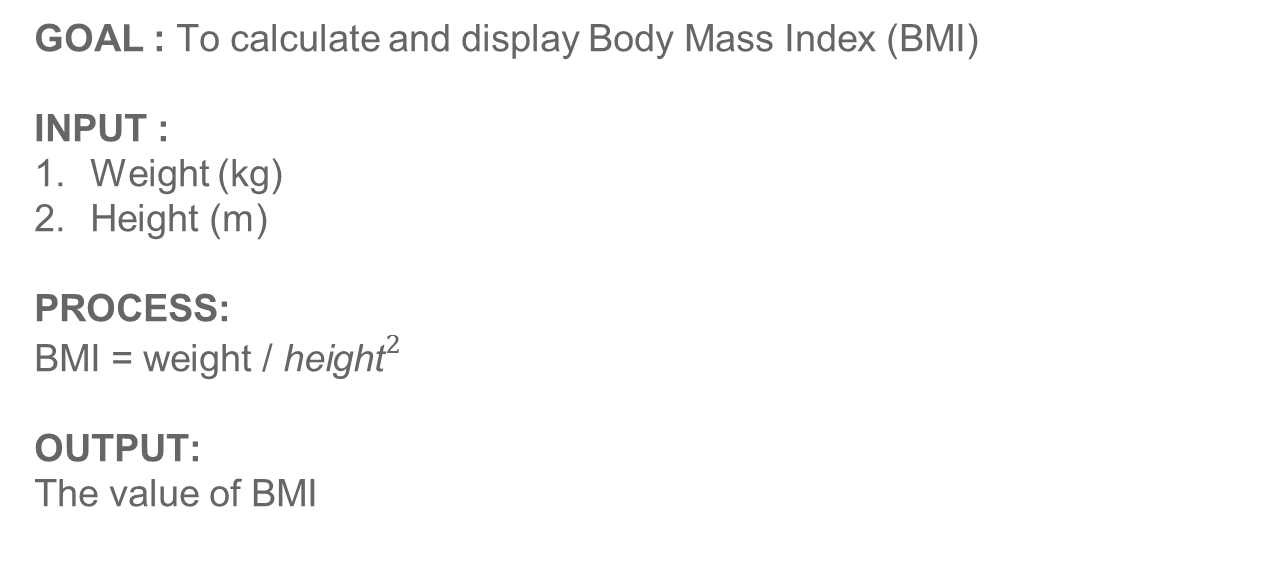 GOAL : To calculate and display Body Mass Index (BMI)
INPUT :
1. Weight (kg)
2. Height (m)
PROCESS:
BMI = weight / height²
OUTPUT:
The value of BMI